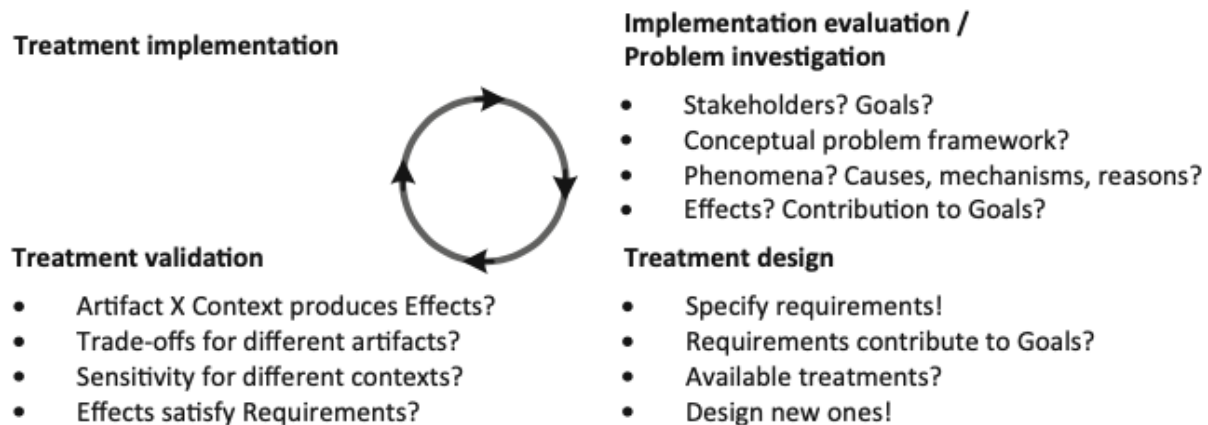 Treatment implementation
Implementation evaluation /
Problem investigation
• Stakeholders? Goals?
• Conceptual problem framework?
• Phenomena? Causes, mechanisms, reasons?
• Effects? Contribution to Goals?
Treatment validation
• Artifact X Context produces Effects?
• Trade-offs for different artifacts?
• Sensitivity for different contexts?
• Effects satisfy Requirements?
Treatment design
• Specify requirements!
• Requirements contribute to Goals?
• Available treatments?
• Design new ones!